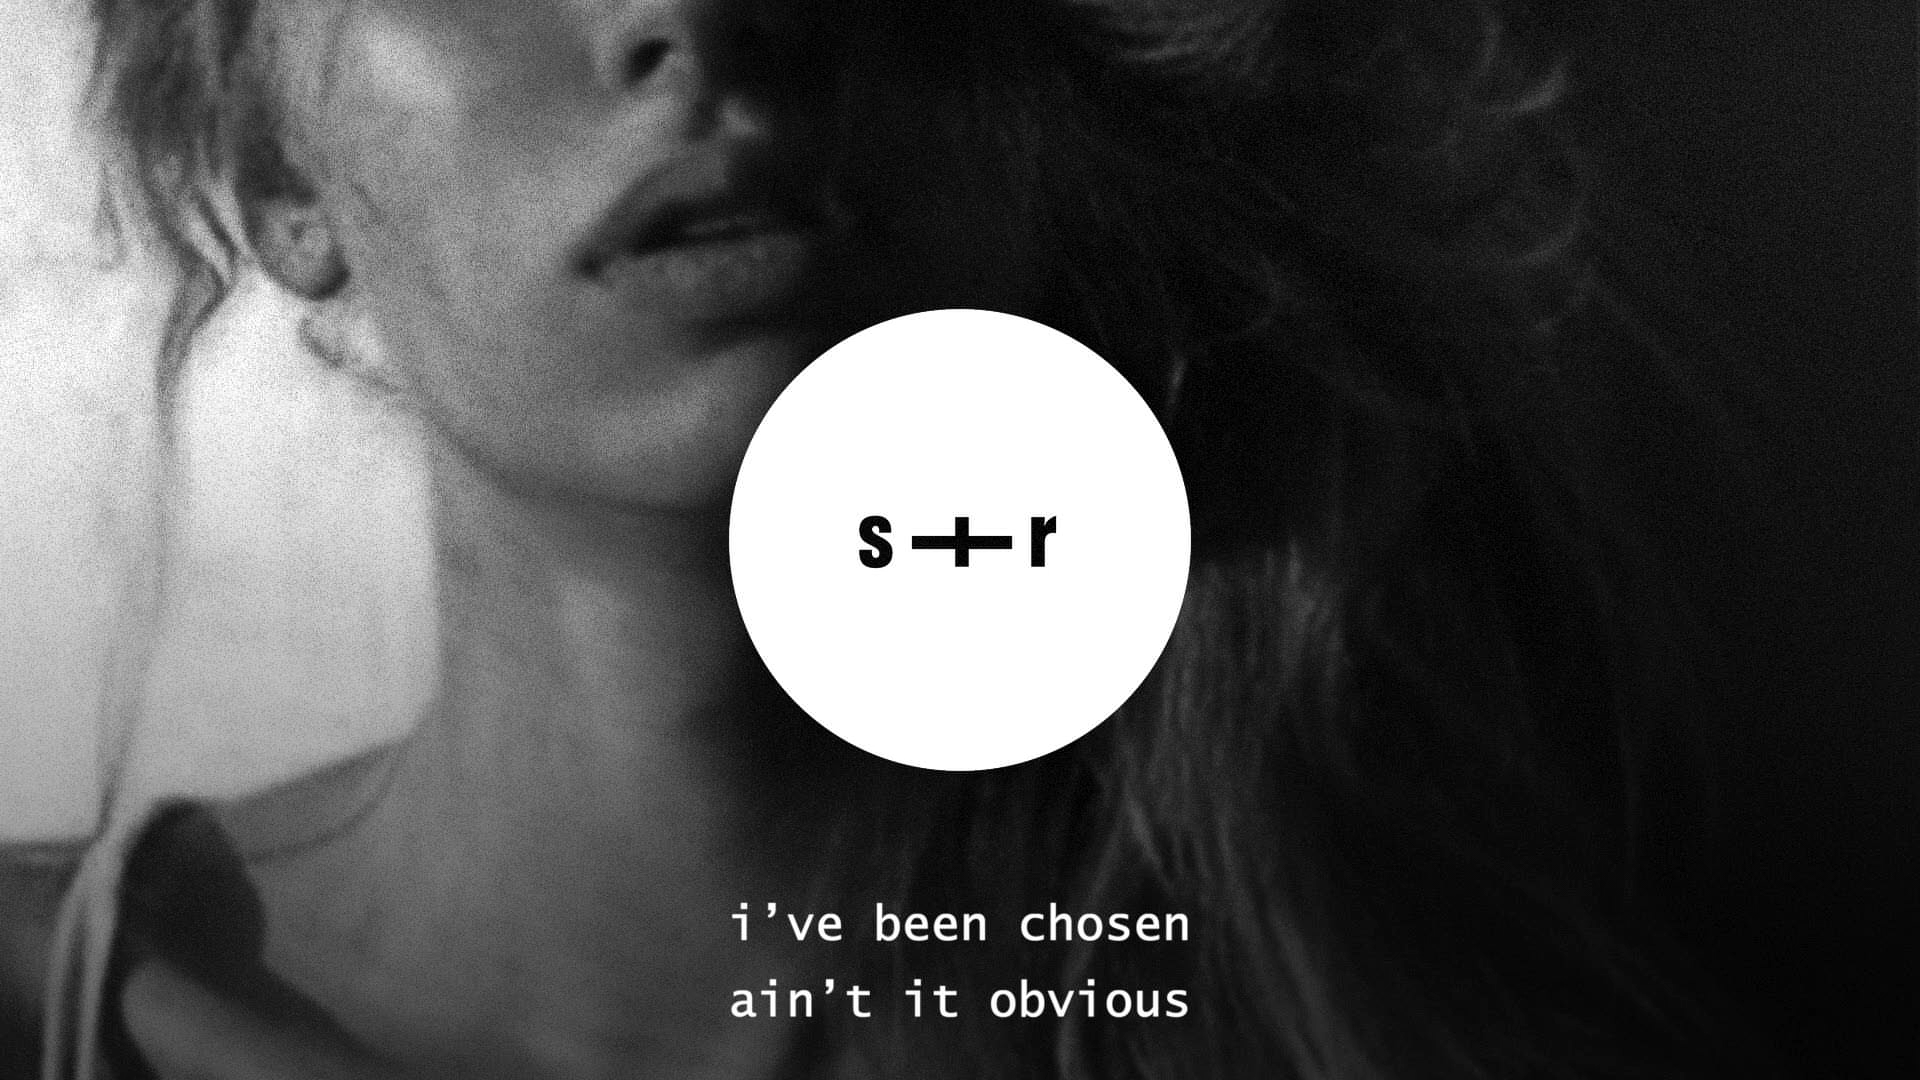 s+r
i’ve been chosen
ain’t it obvious